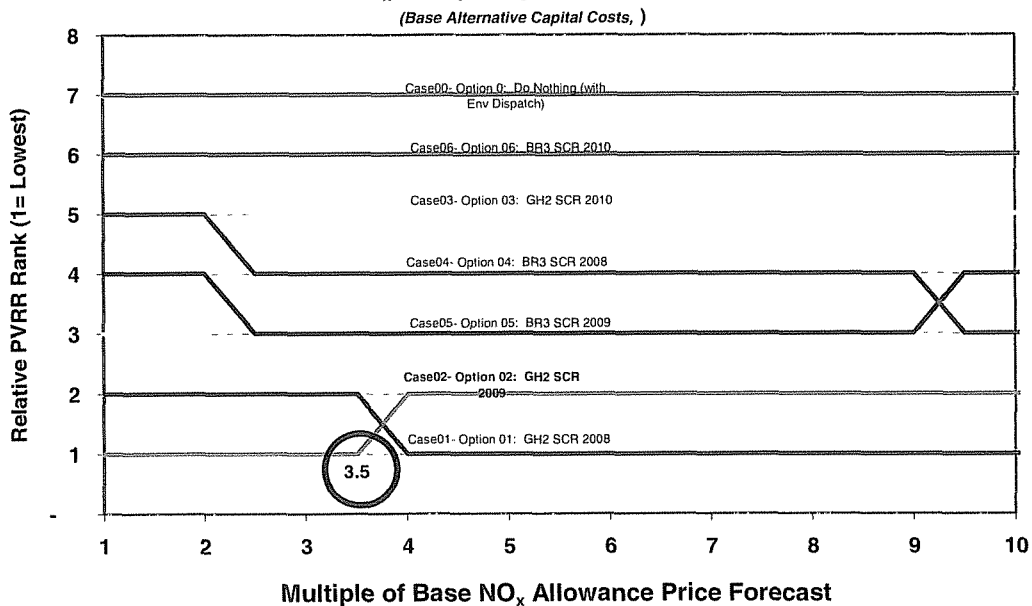 (Base Alternative Capital Costs, )
Relative PVRR Rank (1= Lowest)
8
7
6
5
4
3
2
1
-
Case00- Option 0: Do Nothing (with
Env Dispatch)
Case06- Option 06: BR3 SCR 2010
Case03- Option 03: GH2 SCR 2010
Case04- Option 04: BR3 SCR 2008
Case05- Option 05: BR3 SCR 2009
Case02- Option 02: GH2 SCR
2009
Case01- Option 01: GH2 SCR 2008
3.5
1 2 3 4 5 6 7 8 9 10
Multiple of Base NOx Allowance Price Forecast